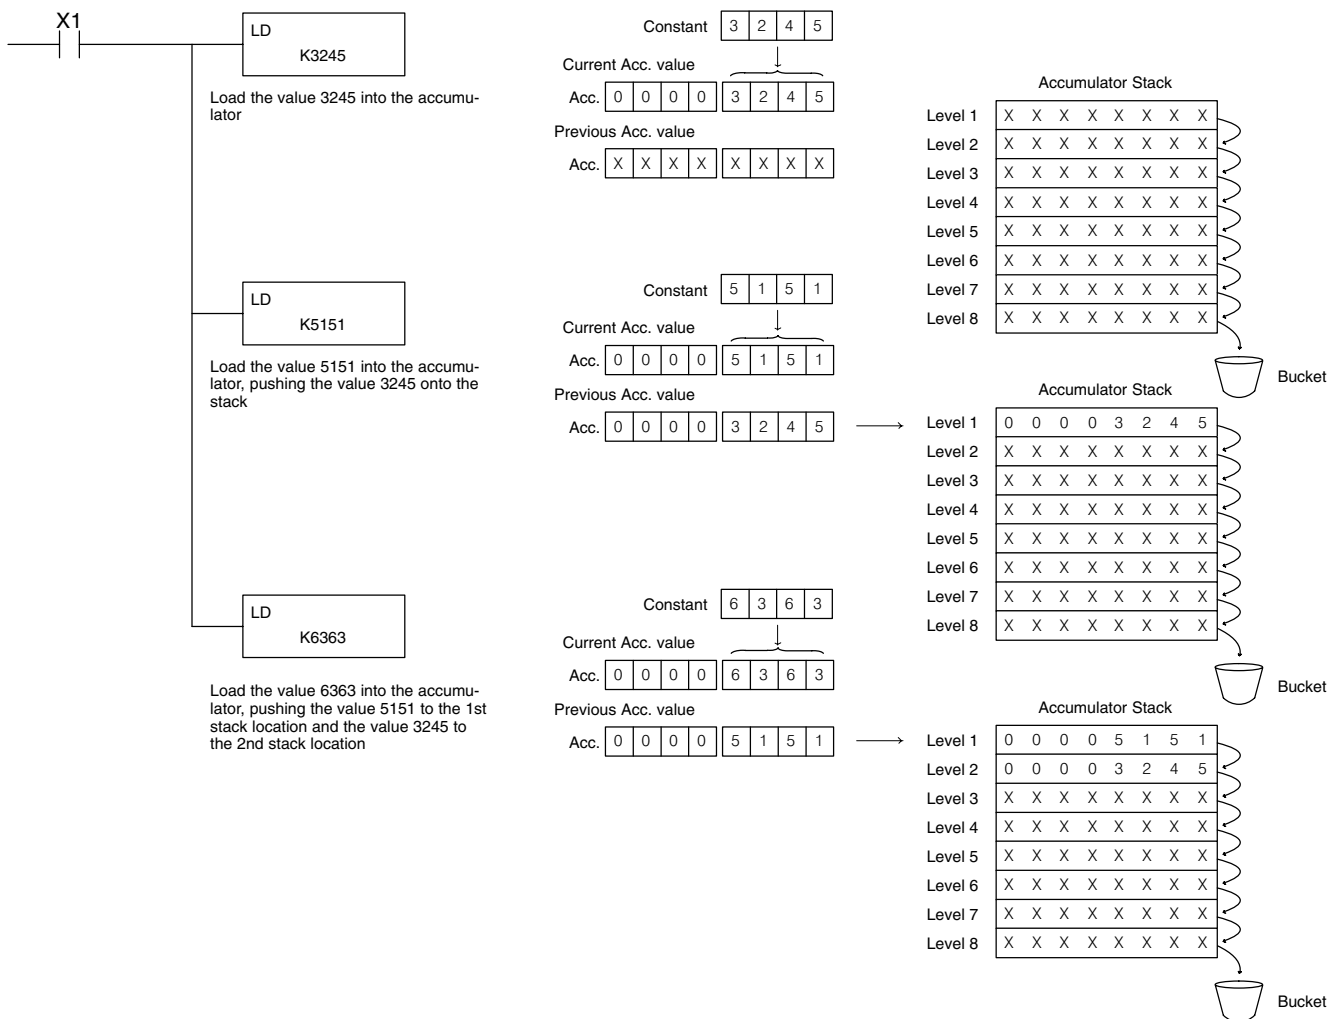 X1
LD
K3245
Load the value 3245 into the accumu-
lator
Constant 3 2 4 5
Current Acc. value
Acc. 0 0 0 0 3 2 4 5
Previous Acc. value
Acc. X X X X X X X X
Accumulator Stack
Level 1 X X X X X X X X
Level 2 X X X X X X X X
Level 3 X X X X X X X X
Level 4 X X X X X X X X
Level 5 X X X X X X X X
Level 6 X X X X X X X X
Level 7 X X X X X X X X
Level 8 X X X X X X X X
Bucket
LD
K5151
Load the value 5151 into the accumu-
lator, pushing the value 3245 onto the
stack
Constant 5 1 5 1
Current Acc. value
Acc. 0 0 0 0 5 1 5 1
Previous Acc. value
Acc. 0 0 0 0 3 2 4 5
Accumulator Stack
Level 1 0 0 0 0 3 2 4 5
Level 2 X X X X X X X X
Level 3 X X X X X X X X
Level 4 X X X X X X X X
Level 5 X X X X X X X X
Level 6 X X X X X X X X
Level 7 X X X X X X X X
Level 8 X X X X X X X X
Bucket
LD
K6363
Load the value 6363 into the accumu-
lator, pushing the value 5151 to the 1st
stack location and the value 3245 to
the 2nd stack location
Constant 6 3 6 3
Current Acc. value
Acc. 0 0 0 0 6 3 6 3
Previous Acc. value
Acc. 0 0 0 0 5 1 5 1
Accumulator Stack
Level 1 0 0 0 0 5 1 5 1
Level 2 0 0 0 0 3 2 4 5
Level 3 X X X X X X X X
Level 4 X X X X X X X X
Level 5 X X X X X X X X
Level 6 X X X X X X X X
Level 7 X X X X X X X X
Level 8 X X X X X X X X
Bucket